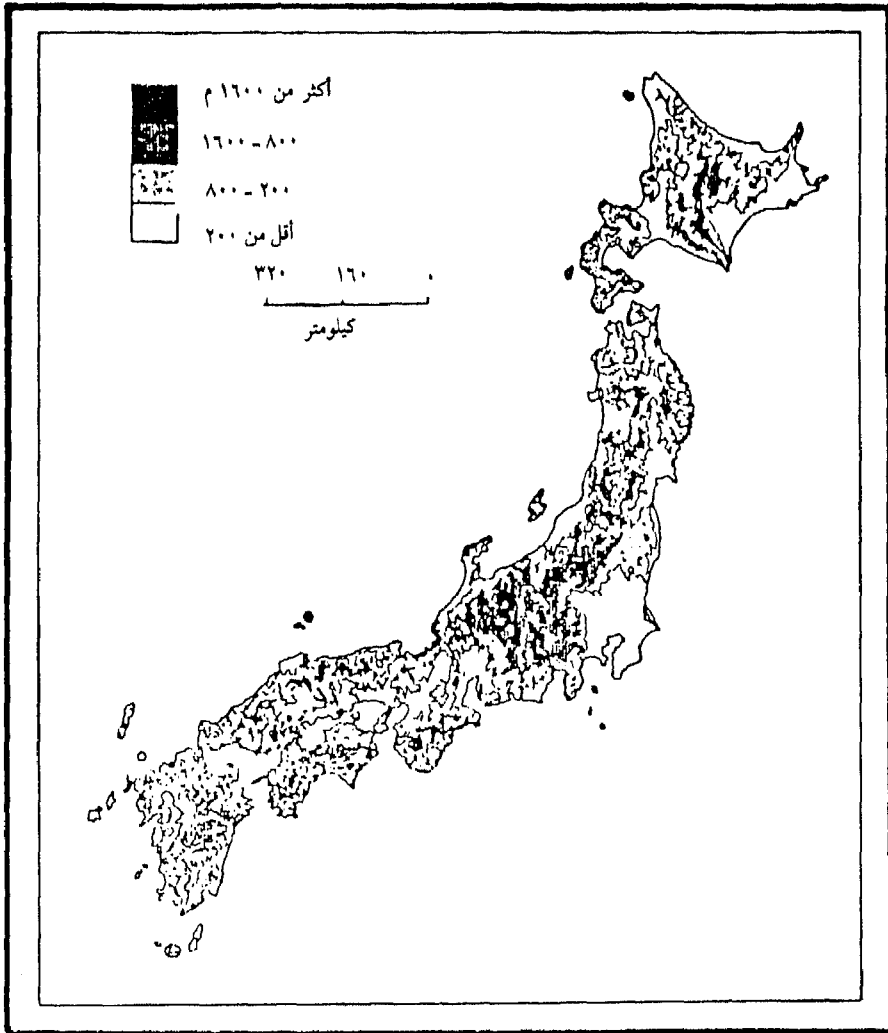 أكثر من ١٦٠٠ م
٨٠٠ - ١٦٠٠
٢٠٠ - ٨٠٠
أقل من ٢٠٠
٣٢٠ ١٦٠ ٠
كيلومتر